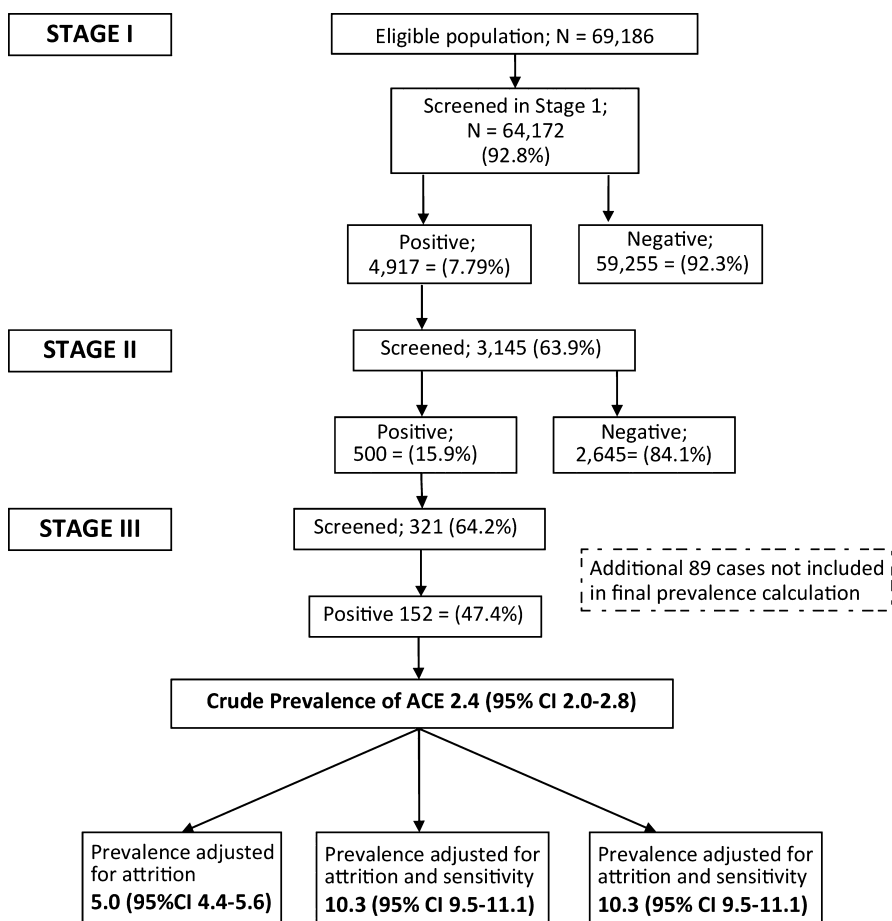 STAGE I
Eligible population; N = 69,186
Screened in Stage 1;
N = 64,172
(92.8%)
Positive;
4,917 = (7.79%)
Negative;
59,255 = (92.3%)
STAGE II
Screened; 3,145 (63.9%)
Positive;
500 = (15.9%)
Negative;
2,645= (84.1%)
STAGE III
Screened; 321 (64.2%)
Additional 89 cases not included
in final prevalence calculation
Positive 152 = (47.4%)
Crude Prevalence of ACE 2.4 (95% CI 2.0-2.8)
Prevalence adjusted
for attrition
5.0 (95%CI 4.4-5.6)
Prevalence adjusted for
attrition and sensitivity
10.3 (95% CI 9.5-11.1)
Prevalence adjusted for
attrition and sensitivity
10.3 (95% CI 9.5-11.1)